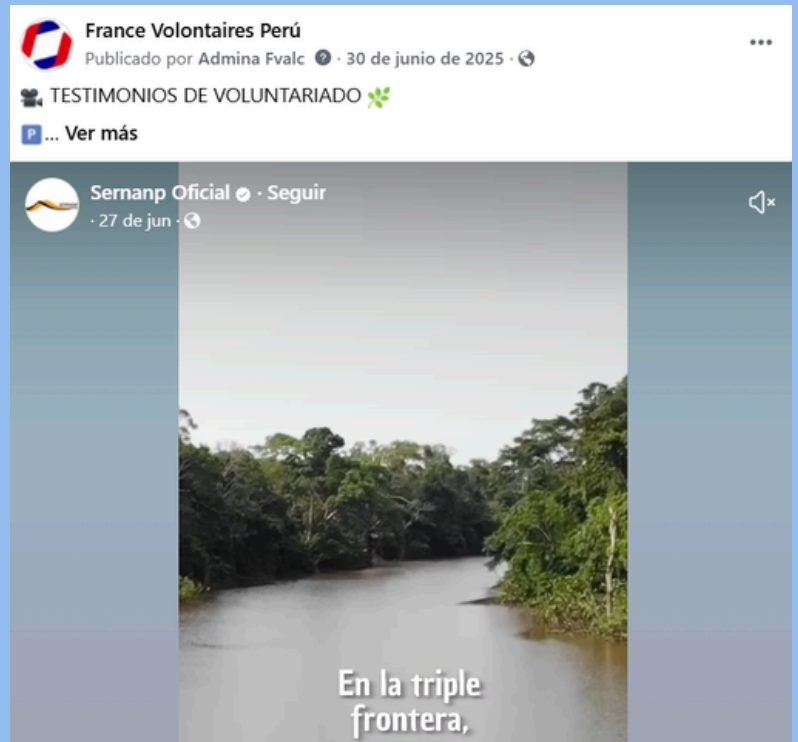 France Volontaires Perú
Publicado por Admina Fvalc · 30 de junio de 2025 ·
🎥 TESTIMONIOS DE VOLUNTARIADO 🌿
🅿️... Ver más
Sernanp Oficial · Seguir
· 27 de jun ·
En la triple
frontera,